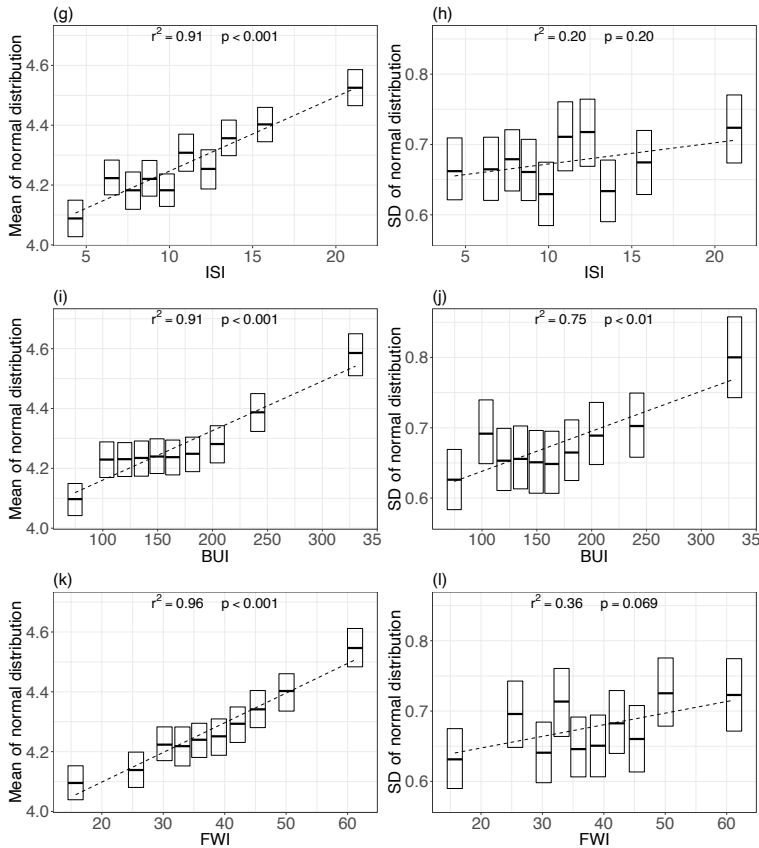 (g)
r² = 0.91 p < 0.001
Mean of normal distribution
4.6
4.4
4.2
4.0
5 10 15 20
ISI
(h)
r² = 0.20 p = 0.20
SD of normal distribution
0.8
0.7
0.6
5 10 15 20
ISI
(i)
r² = 0.91 p < 0.001
Mean of normal distribution
4.6
4.4
4.2
4.0
100 150 200 250 300 35
BUI
(j)
r² = 0.75 p < 0.01
SD of normal distribution
0.8
0.7
0.6
100 150 200 250 300 35
BUI
(k)
r² = 0.96 p < 0.001
Mean of normal distribution
4.6
4.4
4.2
4.0
20 30 40 50 60
FWI
(l)
r² = 0.36 p = 0.069
SD of normal distribution
0.8
0.7
0.6
20 30 40 50 60
FWI